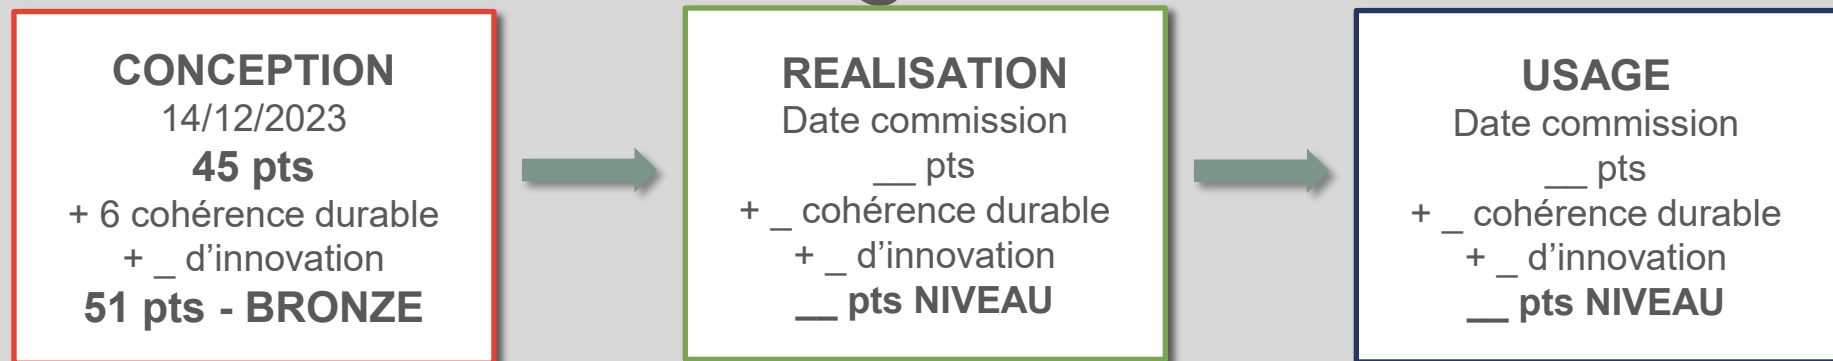 CONCEPTION
14/12/2023
45 pts
+ 6 cohérence durable
+ _ d’innovation
51 pts - BRONZE
REALISATION
Date commission
__ pts
+ _ cohérence durable
+ _ d’innovation
__ pts NIVEAU
USAGE
Date commission
__ pts
+ _ cohérence durable
+ _ d’innovation
__ pts NIVEAU